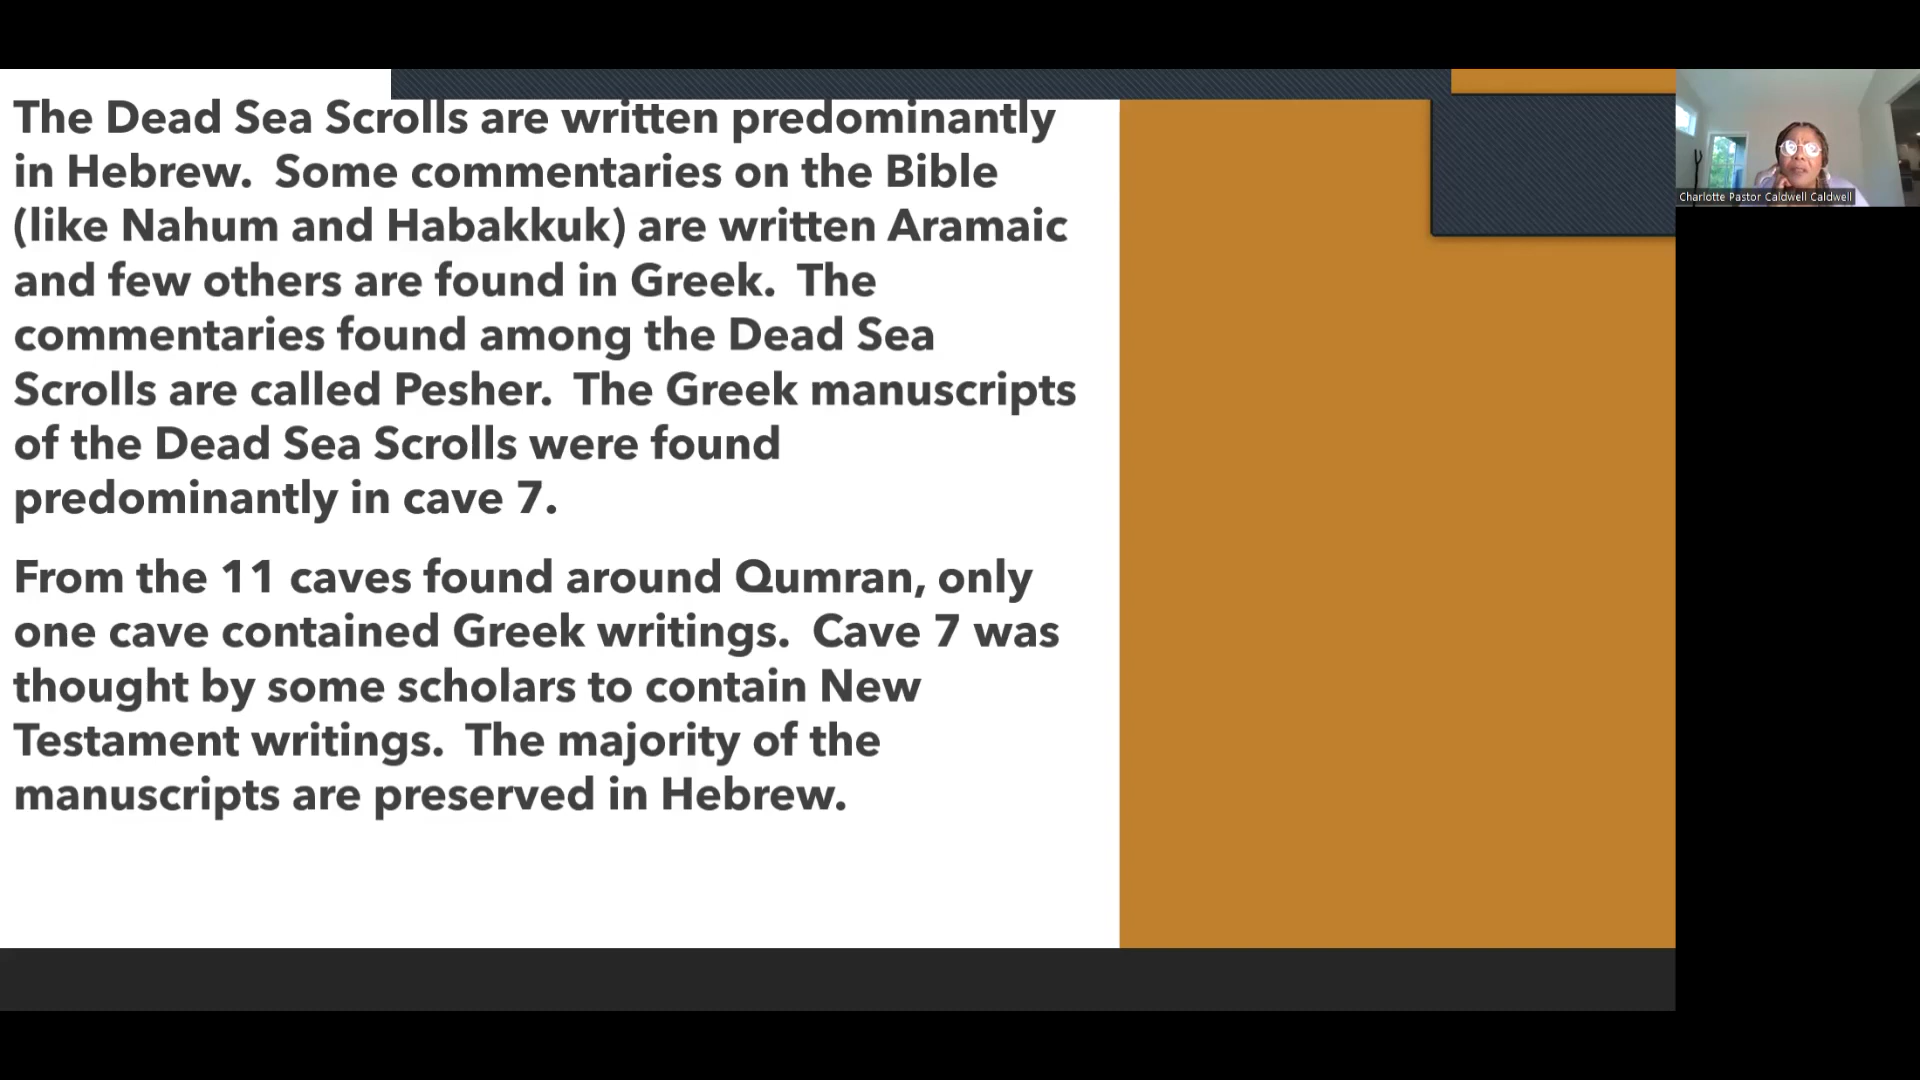 The Dead Sea Scrolls are written predominantly
in Hebrew.  Some commentaries on the Bible
(like Nahum and Habakkuk) are written Aramaic
and few others are found in Greek.  The
commentaries found among the Dead Sea
Scrolls are called Pesher.  The Greek manuscripts
of the Dead Sea Scrolls were found
predominantly in cave 7.
From the 11 caves found around Qumran, only
one cave contained Greek writings.  Cave 7 was
thought by some scholars to contain New
Testament writings.  The majority of the
manuscripts are preserved in Hebrew.
Charlotte Pastor Caldwell Caldwell